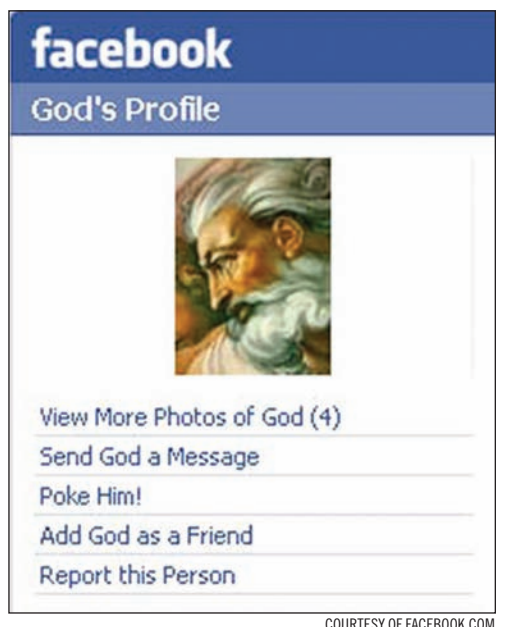 facebook
God's Profile
View More Photos of God (4)
Send God a Message
Poke Him!
Add God as a Friend
Report this Person
COURTESY OF FACEBOOK.COM